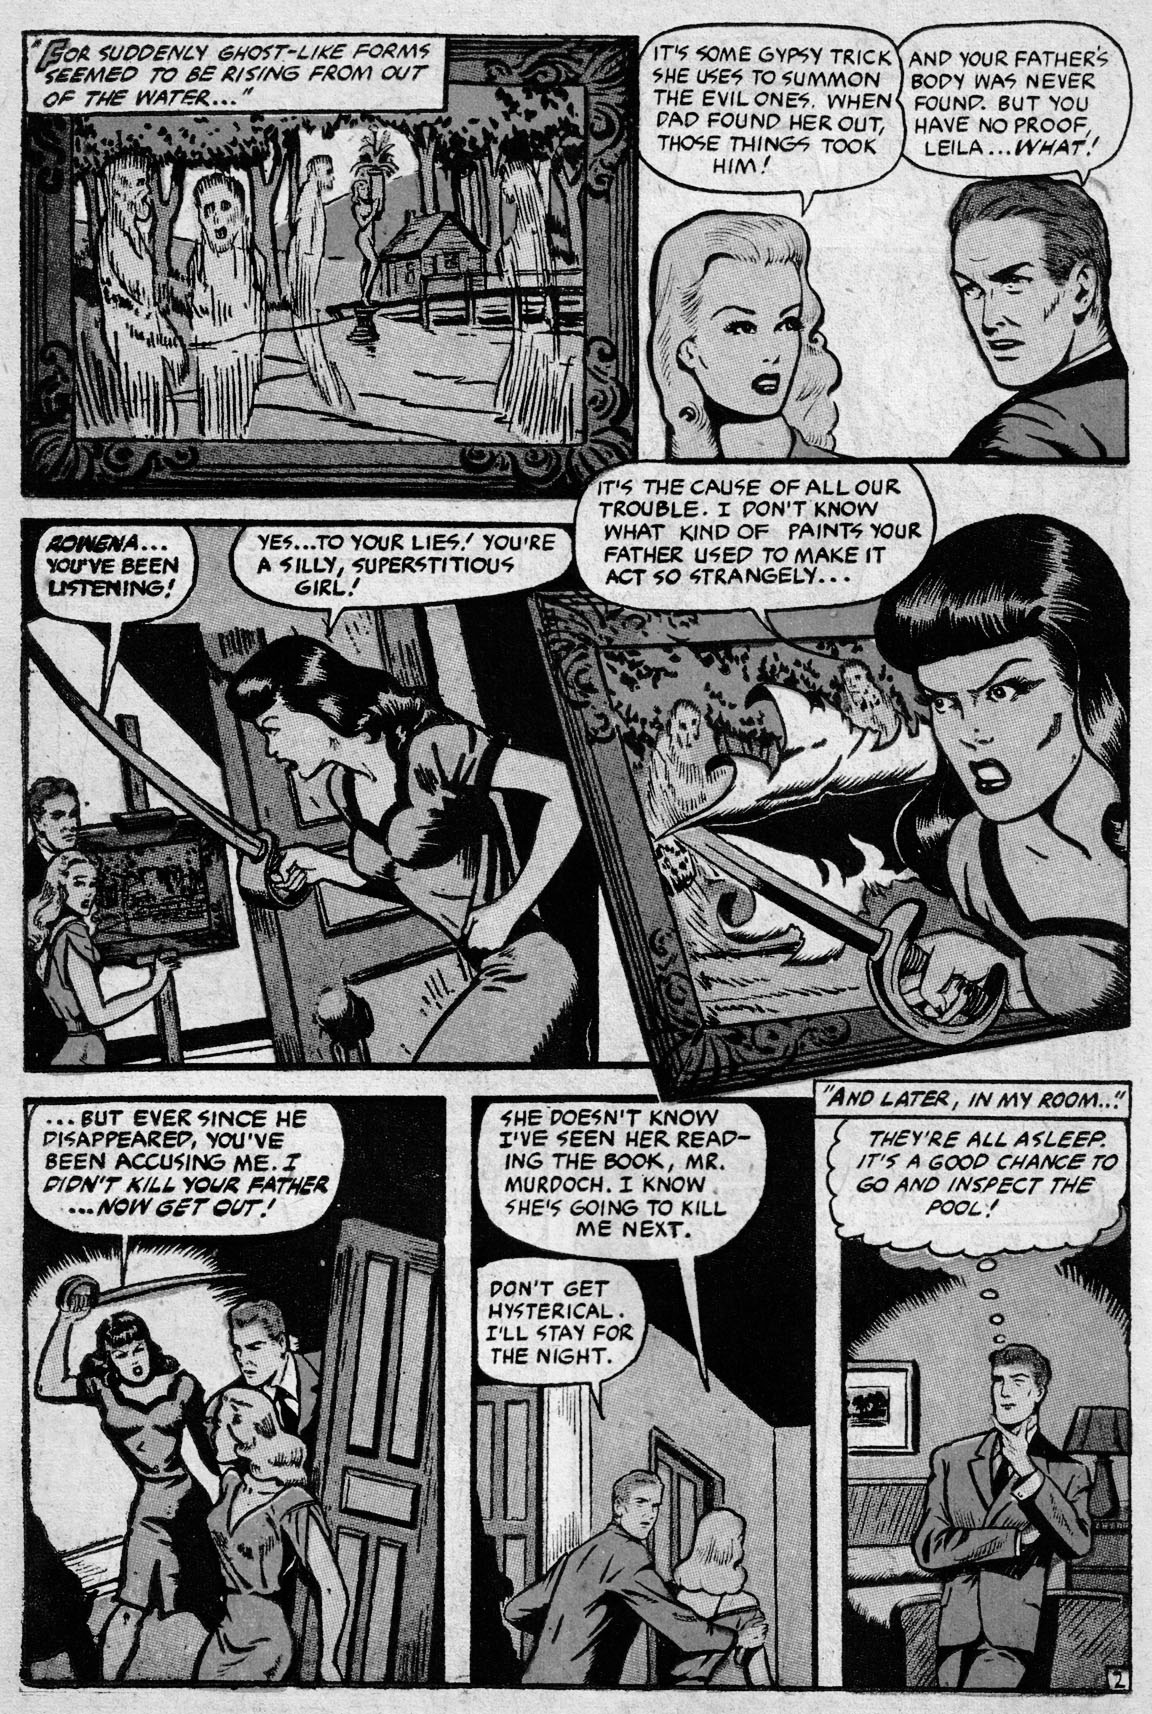 "FOR SUDDENLY GHOST-LIKE FORMS
SEEMED TO BE RISING FROM OUT
OF THE WATER..."
IT'S SOME GYPSY TRICK
SHE USES TO SUMMON
THE EVIL ONES. WHEN
DAD FOUND HER OUT,
THOSE THINGS TOOK
HIM!
AND YOUR FATHER'S
BODY WAS NEVER
FOUND. BUT YOU
HAVE NO PROOF,
LEILA...WHAT!
ROWENA...
YOU'VE BEEN
LISTENING!
YES...TO YOUR LIES! YOU'RE
A SILLY, SUPERSTITIOUS
GIRL!
IT'S THE CAUSE OF ALL OUR
TROUBLE. I DON'T KNOW
WHAT KIND OF PAINTS YOUR
FATHER USED TO MAKE IT
ACT SO STRANGELY...
...BUT EVER SINCE HE
DISAPPEARED, YOU'VE
BEEN ACCUSING ME. I
DIDN'T KILL YOUR FATHER
...NOW GET OUT!
SHE DOESN'T KNOW
I'VE SEEN HER READ-
ING THE BOOK, MR.
MURDOCH. I KNOW
SHE'S GOING TO KILL
ME NEXT.
DON'T GET
HYSTERICAL.
I'LL STAY FOR
THE NIGHT.
"AND LATER, IN MY ROOM..."
THEY'RE ALL ASLEEP.
IT'S A GOOD CHANCE TO
GO AND INSPECT THE
POOL!
2